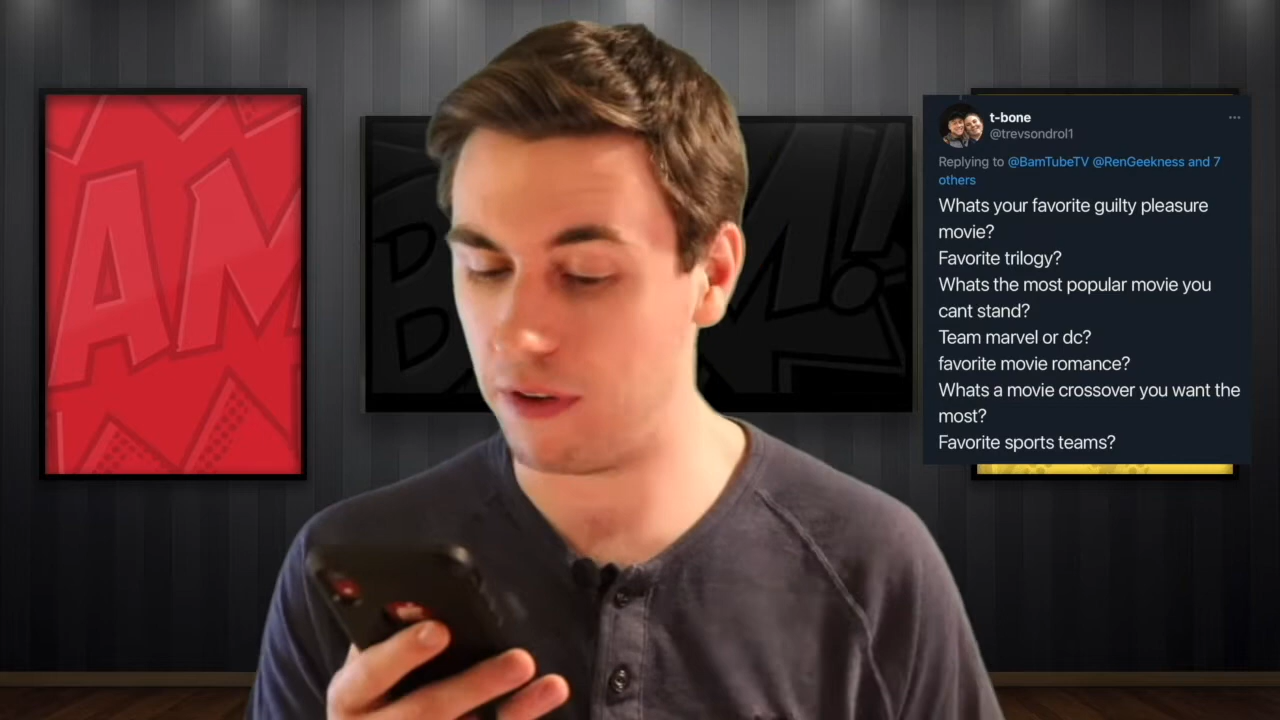 AM
BAM!
t-bone
@trevsondrol1
Replying to @BamTubeTV @RenGeekness and 7
others
Whats your favorite guilty pleasure
movie?
Favorite trilogy?
Whats the most popular movie you
cant stand?
Team marvel or dc?
favorite movie romance?
Whats a movie crossover you want the
most?
Favorite sports teams?